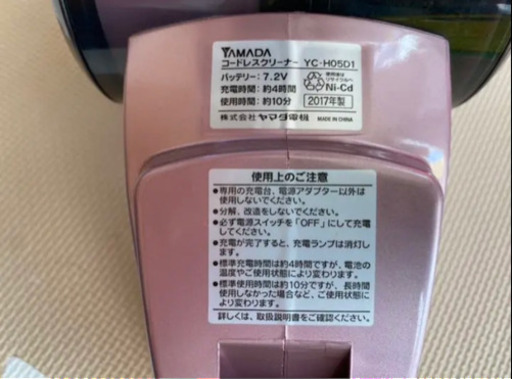 YAMADA
コードレスクリーナー YC-H05D1
バッテリー：7.2V
充電時間：約4時間
使用時間：約10分
Ni-Cd
2017年製
株式会社 ヤマダ電機 MADE IN CHINA
使用上のご注意
●専用の充電台、電源アダプター以外は
使用しないでください。
●分解、改造をしないでください。
●必ず電源スイッチを「OFF」にして充電
してください。
●充電が完了すると、充電ランプは消灯し
ます。
●標準充電時間は約4時間ですが、電池の
温度やご使用状態により変わります。
●標準使用時間は約10分ですが、長時間
使用しなかった場合など、ご使用状態に
より変わります。
詳しくは、取扱説明書をご確認ください。